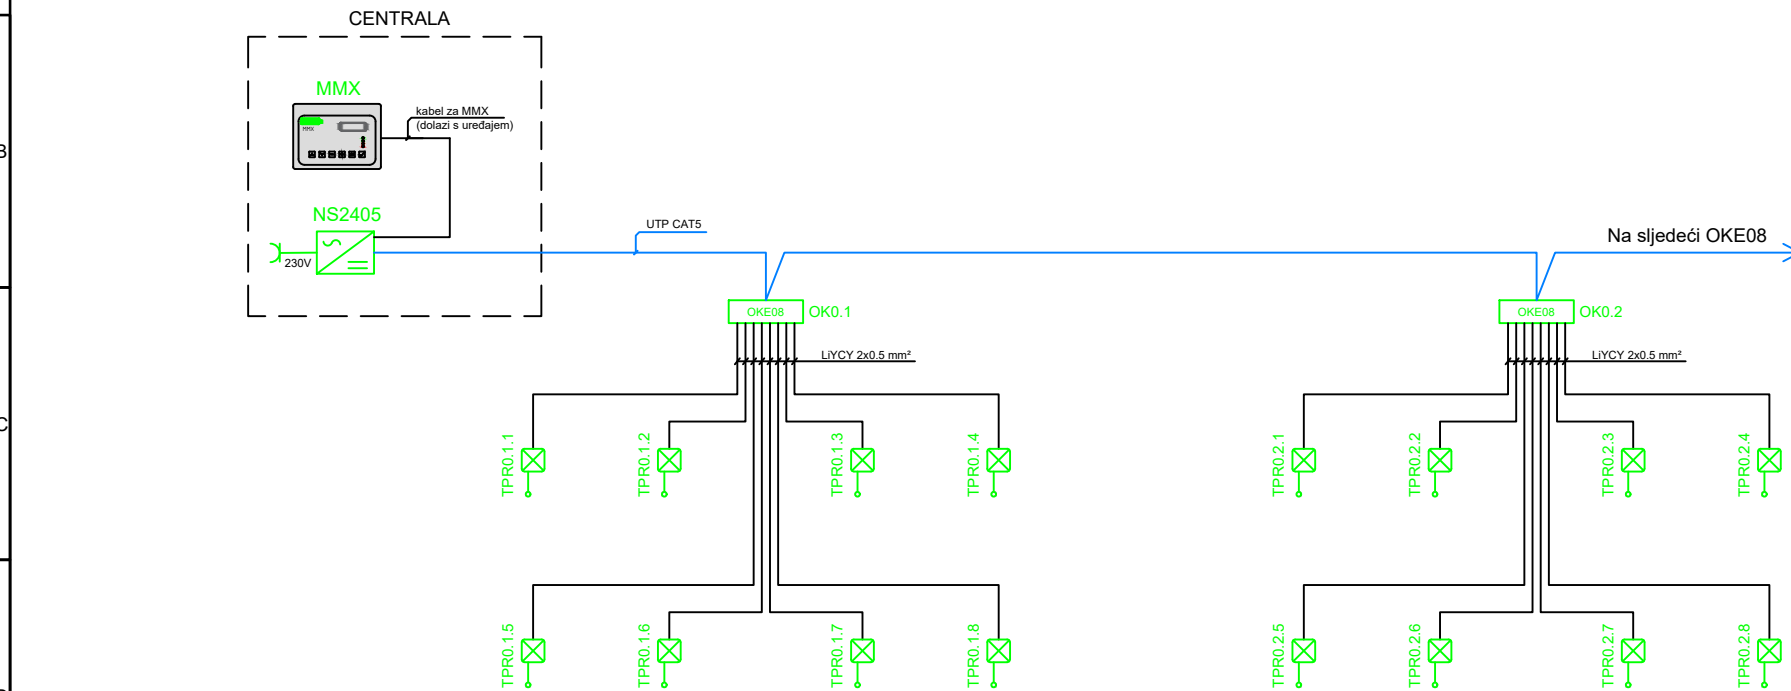 CENTRALA
MMX
MMX
kabel za MMX
(dolazi s uređajem)
B
NS2405
230V
UTP CAT5
Na sljedeći OKE08
OKE08
OK0.1
OKE08
OK0.2
LiYCY 2x0.5 mm²
LiYCY 2x0.5 mm²
C
TPR0.1.1
TPR0.1.2
TPR0.1.3
TPR0.1.4
TPR0.2.1
TPR0.2.2
TPR0.2.3
TPR0.2.4
TPR0.1.5
TPR0.1.6
TPR0.1.7
TPR0.1.8
TPR0.2.5
TPR0.2.6
TPR0.2.7
TPR0.2.8